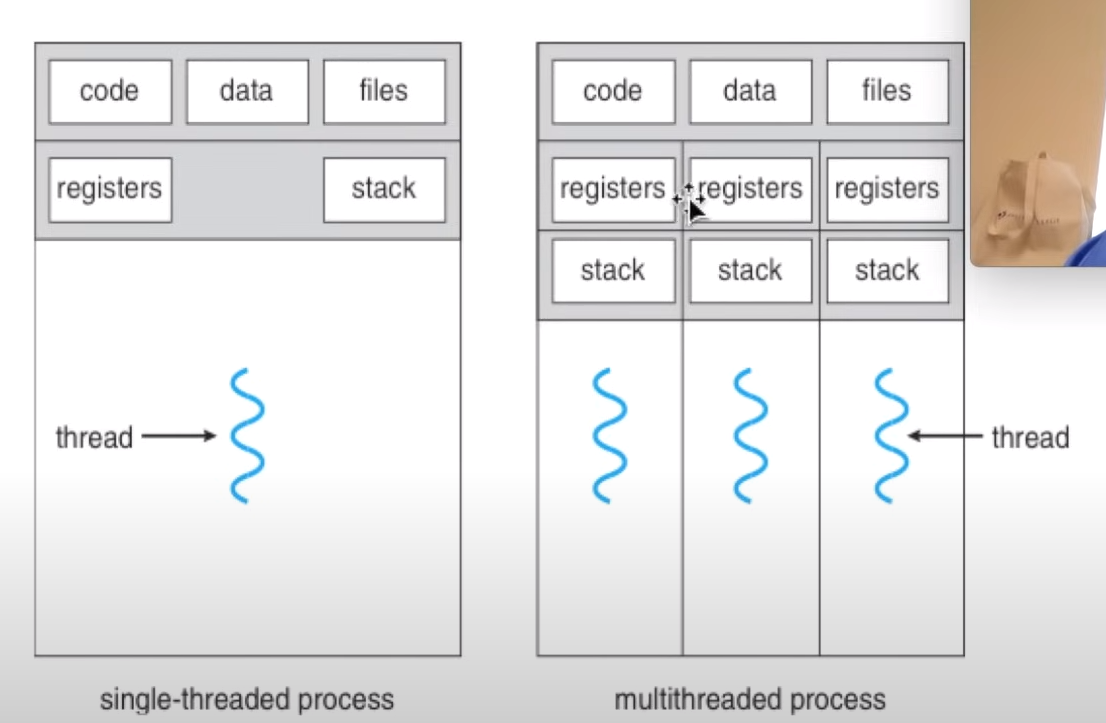 code data files
registers stack
thread
single-threaded process
code data files
registers registers registers
stack stack stack
thread
multithreaded process